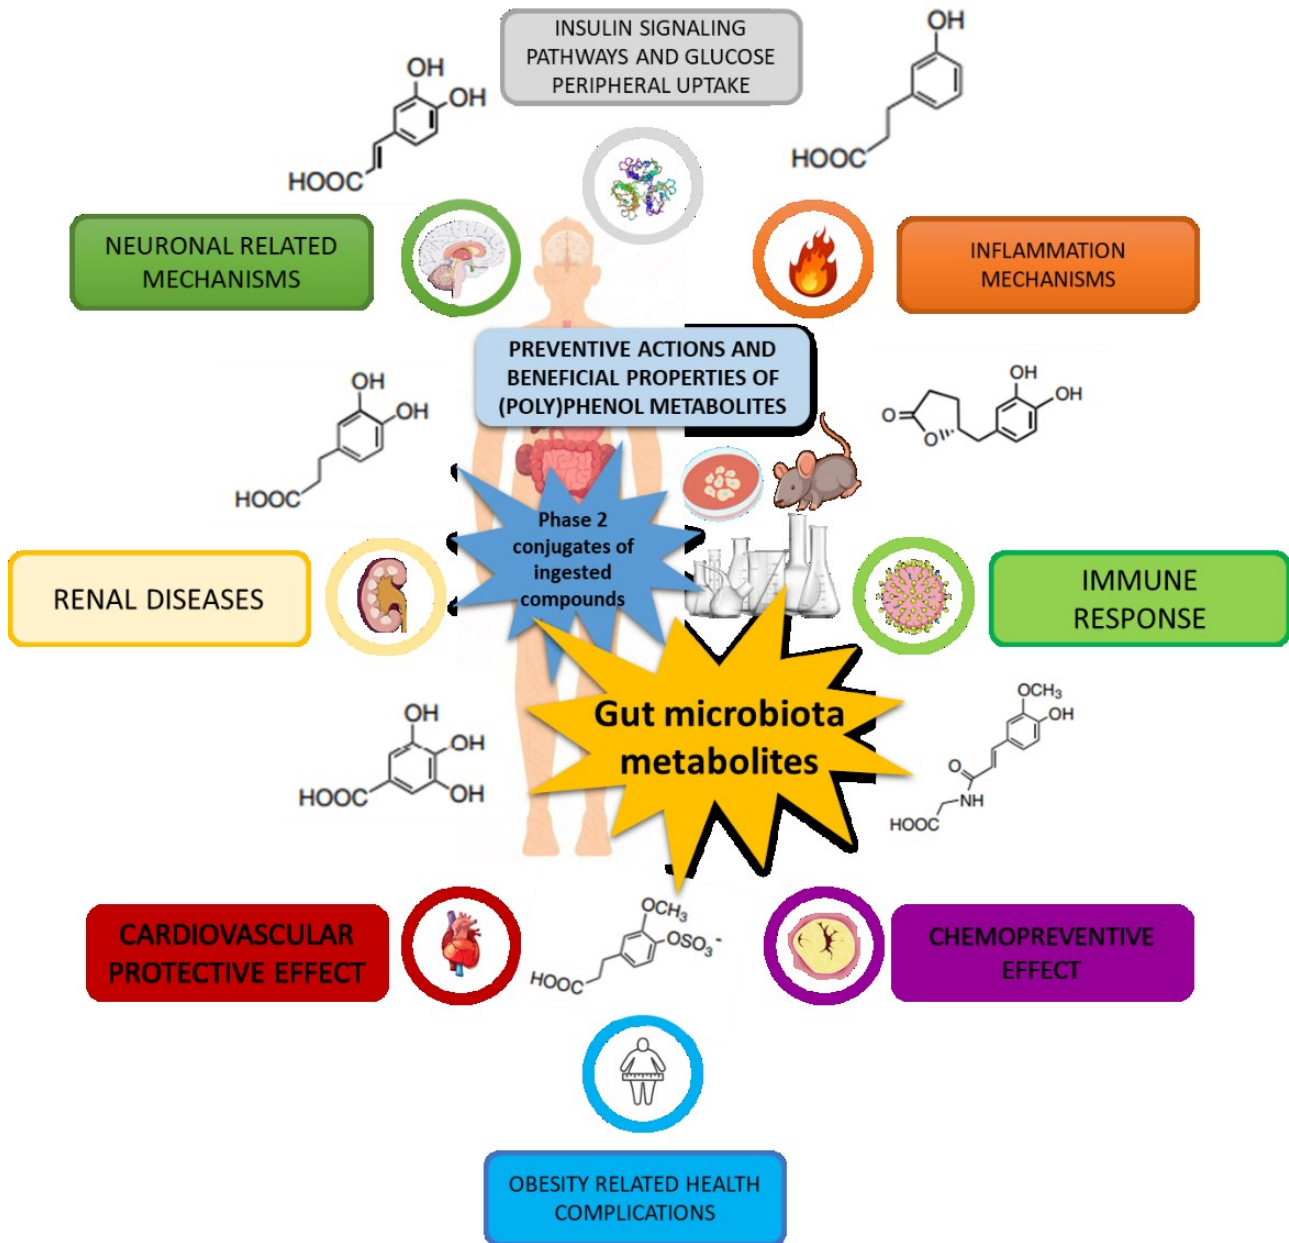 INSULIN SIGNALING
PATHWAYS AND GLUCOSE
PERIPHERAL UPTAKE
OH
OH
HOOC
OH
HOOC
NEURONAL RELATED
MECHANISMS
INFLAMMATION
MECHANISMS
PREVENTIVE ACTIONS AND
BENEFICIAL PROPERTIES OF
(POLY)PHENOL METABOLITES
OH
OH
HOOC
OH
OH
O
O
Phase 2
conjugates of
ingested
compounds
RENAL DISEASES
IMMUNE
RESPONSE
Gut microbiota
metabolites
OH
OH
OH
HOOC
OCH₃
OH
O
NH
HOOC
CARDIOVASCULAR
PROTECTIVE EFFECT
OCH₃
OSO₃⁻
HOOC
CHEMOPREVENTIVE
EFFECT
OBESITY RELATED HEALTH
COMPLICATIONS